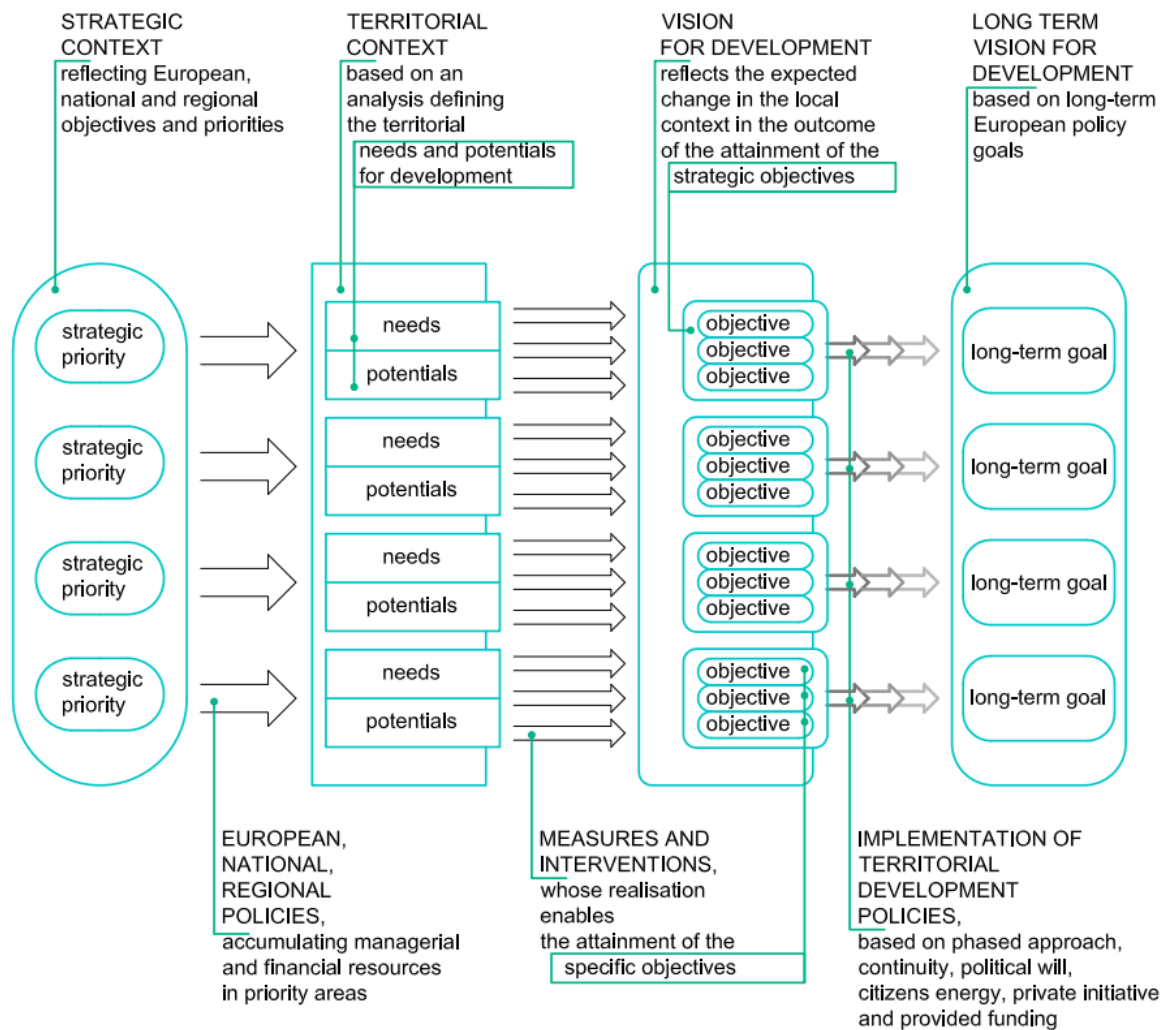 STRATEGIC
CONTEXT
reflecting European,
national and regional
objectives and priorities
TERRITORIAL
CONTEXT
based on an
analysis defining
the territorial
needs and potentials
for development
VISION
FOR DEVELOPMENT
reflects the expected
change in the local
context in the outcome
of the attainment of the
strategic objectives
LONG TERM
VISION FOR
DEVELOPMENT
based on long-term
European policy
goals
strategic
priority
needs
potentials
objective
objective
objective
long-term goal
strategic
priority
needs
potentials
objective
objective
objective
long-term goal
strategic
priority
needs
potentials
objective
objective
objective
long-term goal
strategic
priority
needs
potentials
objective
objective
objective
long-term goal
EUROPEAN,
NATIONAL,
REGIONAL
POLICIES,
accumulating managerial
and financial resources
in priority areas
MEASURES AND
INTERVENTIONS,
whose realisation
enables
the attainment of the
specific objectives
IMPLEMENTATION OF
TERRITORIAL
DEVELOPMENT
POLICIES,
based on phased approach,
continuity, political will,
citizens energy, private initiative
and provided funding